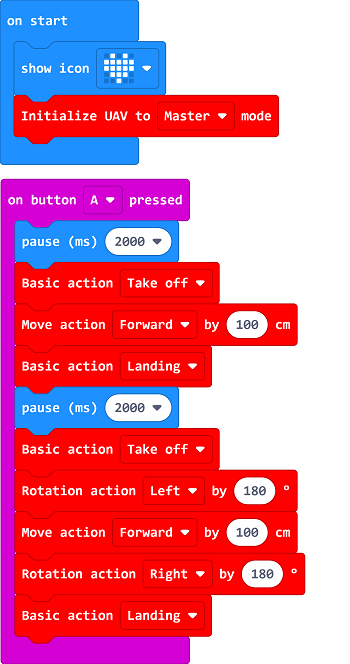 on start
show icon
Initialize UAV to Master mode
on button A pressed
pause (ms) 2000
Basic action Take off
Move action Forward by 100 cm
Basic action Landing
pause (ms) 2000
Basic action Take off
Rotation action Left by 180 °
Move action Forward by 100 cm
Rotation action Right by 180 °
Basic action Landing